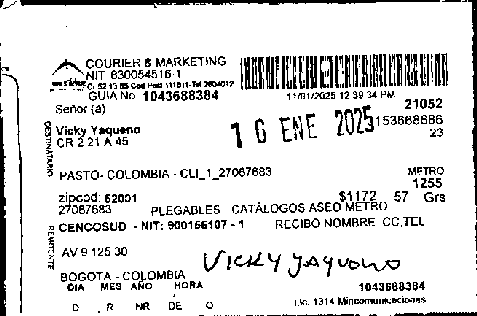 COURIER & MARKETING
NIT 830054516-1
GUIA No 1043688384
11/01/2025 12 39 34 PM
Señor (a)
21052
Vicky Yaqueno
16 ENE 2025
153668686
CR 2 21 A 45
23
DESTINATARIO
PASTO- COLOMBIA - CLI_1_27067683
METRO
1255
zipcod: 52001
$1172 57 Grs
27067683 PLEGABLES CATÁLOGOS ASEO METRO
CENCOSUD - NIT: 900155107 - 1 RECIBO NOMBRE CC,TEL
REMITENTE
AV 9 125 30
VICKY YAQUENO
BOGOTA - COLOMBIA
DIA MES AÑO HORA
1043688384
D R NR DE O
Lic. 1314 Mincomunicaciones